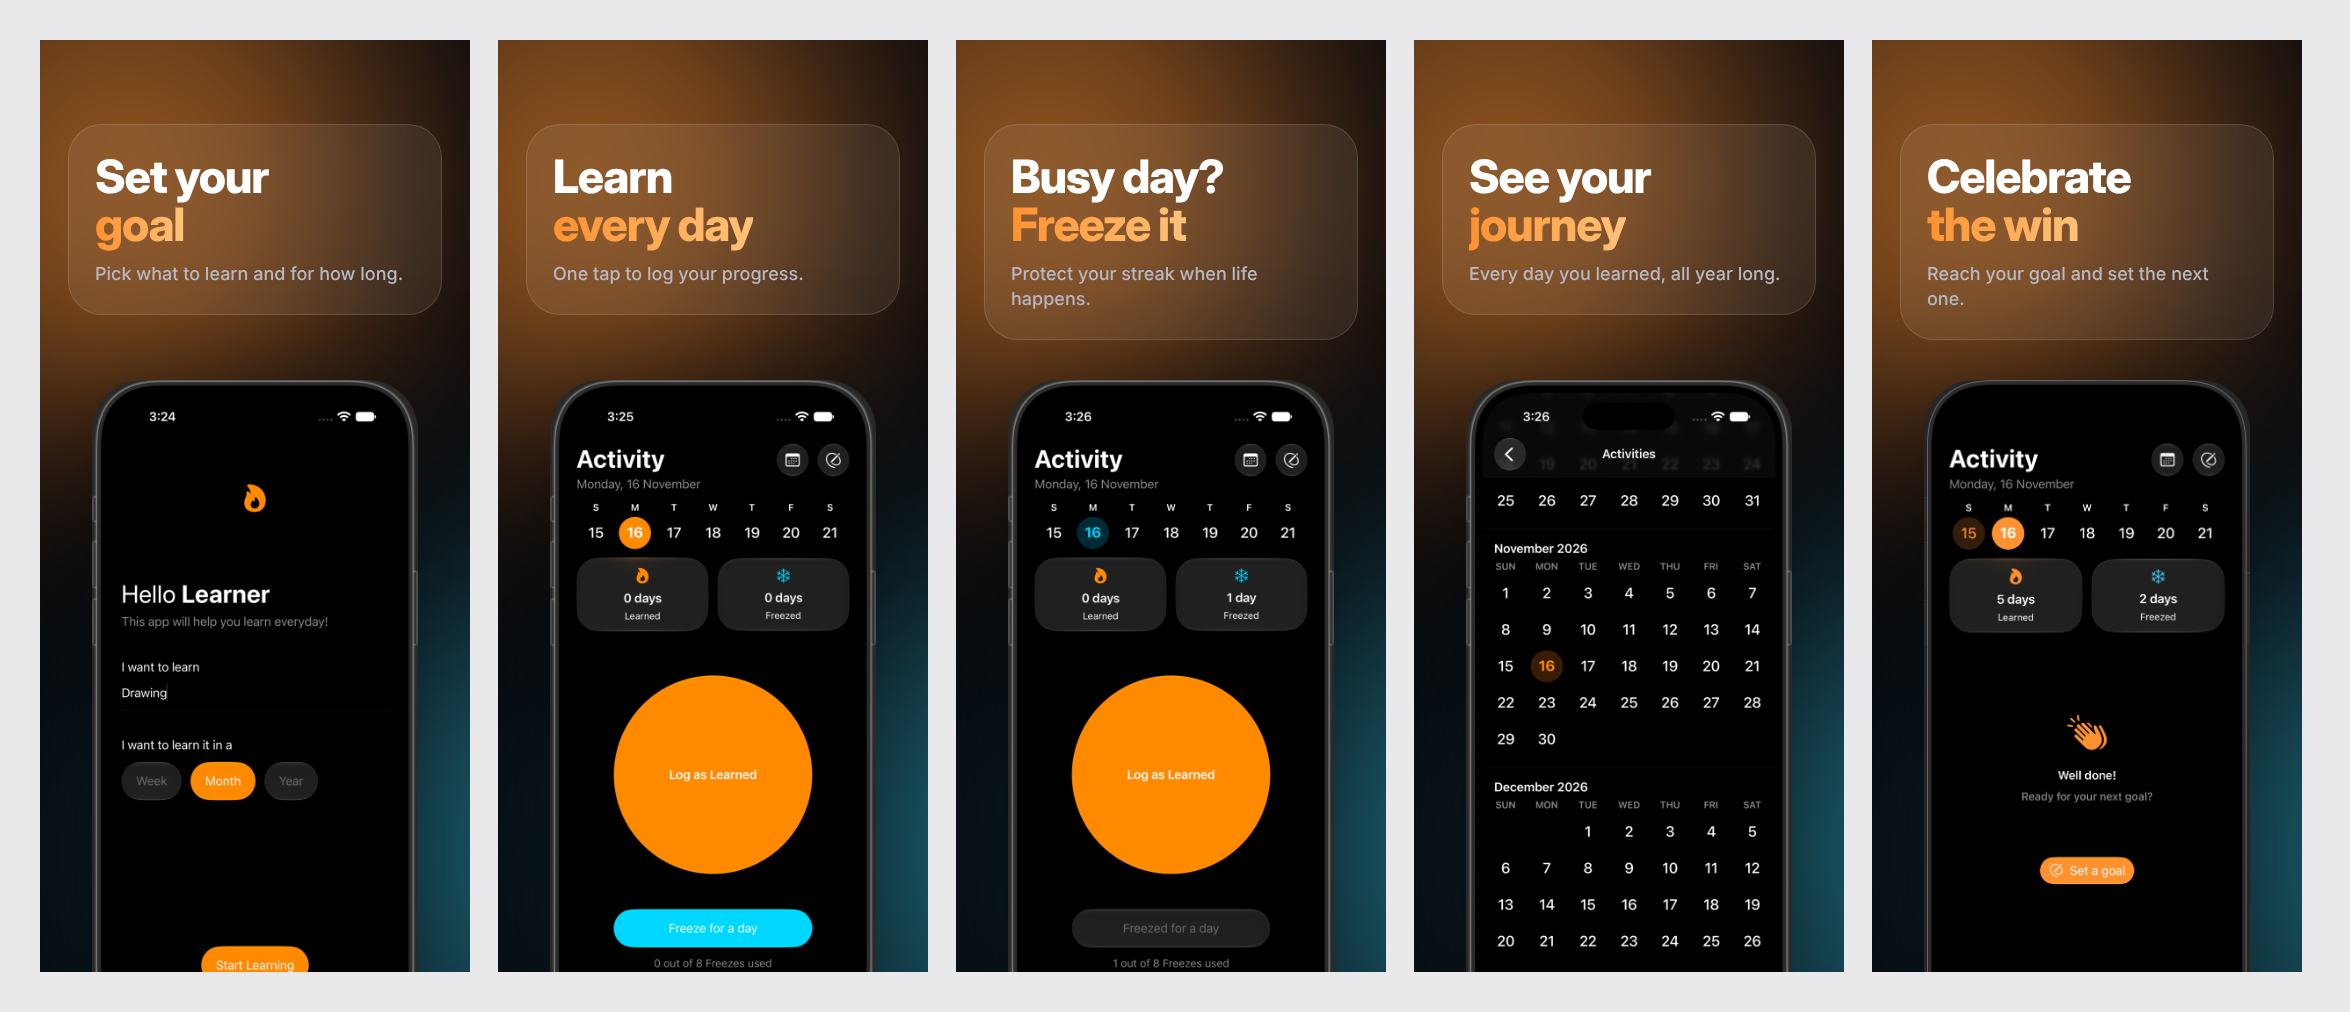 Set your
goal
Pick what to learn and for how long.
3:24
Hello Learner
This app will help you learn everyday!
I want to learn
Drawing
I want to learn it in a
Week Month Year
Start Learning
Learn
every day
One tap to log your progress.
3:25
Activity
Monday, 16 November
S M T W T F S
15 16 17 18 19 20 21
0 days 0 days
Learned Freezed
Log as Learned
Freeze for a day
0 out of 8 Freezes used
Busy day?
Freeze it
Protect your streak when life
happens.
3:26
Activity
Monday, 16 November
S M T W T F S
15 16 17 18 19 20 21
0 days 1 day
Learned Freezed
Log as Learned
Freezed for a day
1 out of 8 Freezes used
See your
journey
Every day you learned, all year long.
3:26
Activities
19 20 21 22 23 24
25 26 27 28 29 30 31
November 2026
SUN MON TUE WED THU FRI SAT
1 2 3 4 5 6 7
8 9 10 11 12 13 14
15 16 17 18 19 20 21
22 23 24 25 26 27 28
29 30
December 2026
SUN MON TUE WED THU FRI SAT
1 2 3 4 5
6 7 8 9 10 11 12
13 14 15 16 17 18 19
20 21 22 23 24 25 26
Celebrate
the win
Reach your goal and set the next
one.
Activity
Monday, 16 November
S M T W T F S
15 16 17 18 19 20 21
5 days 2 days
Learned Freezed
Well done!
Ready for your next goal?
Set a goal